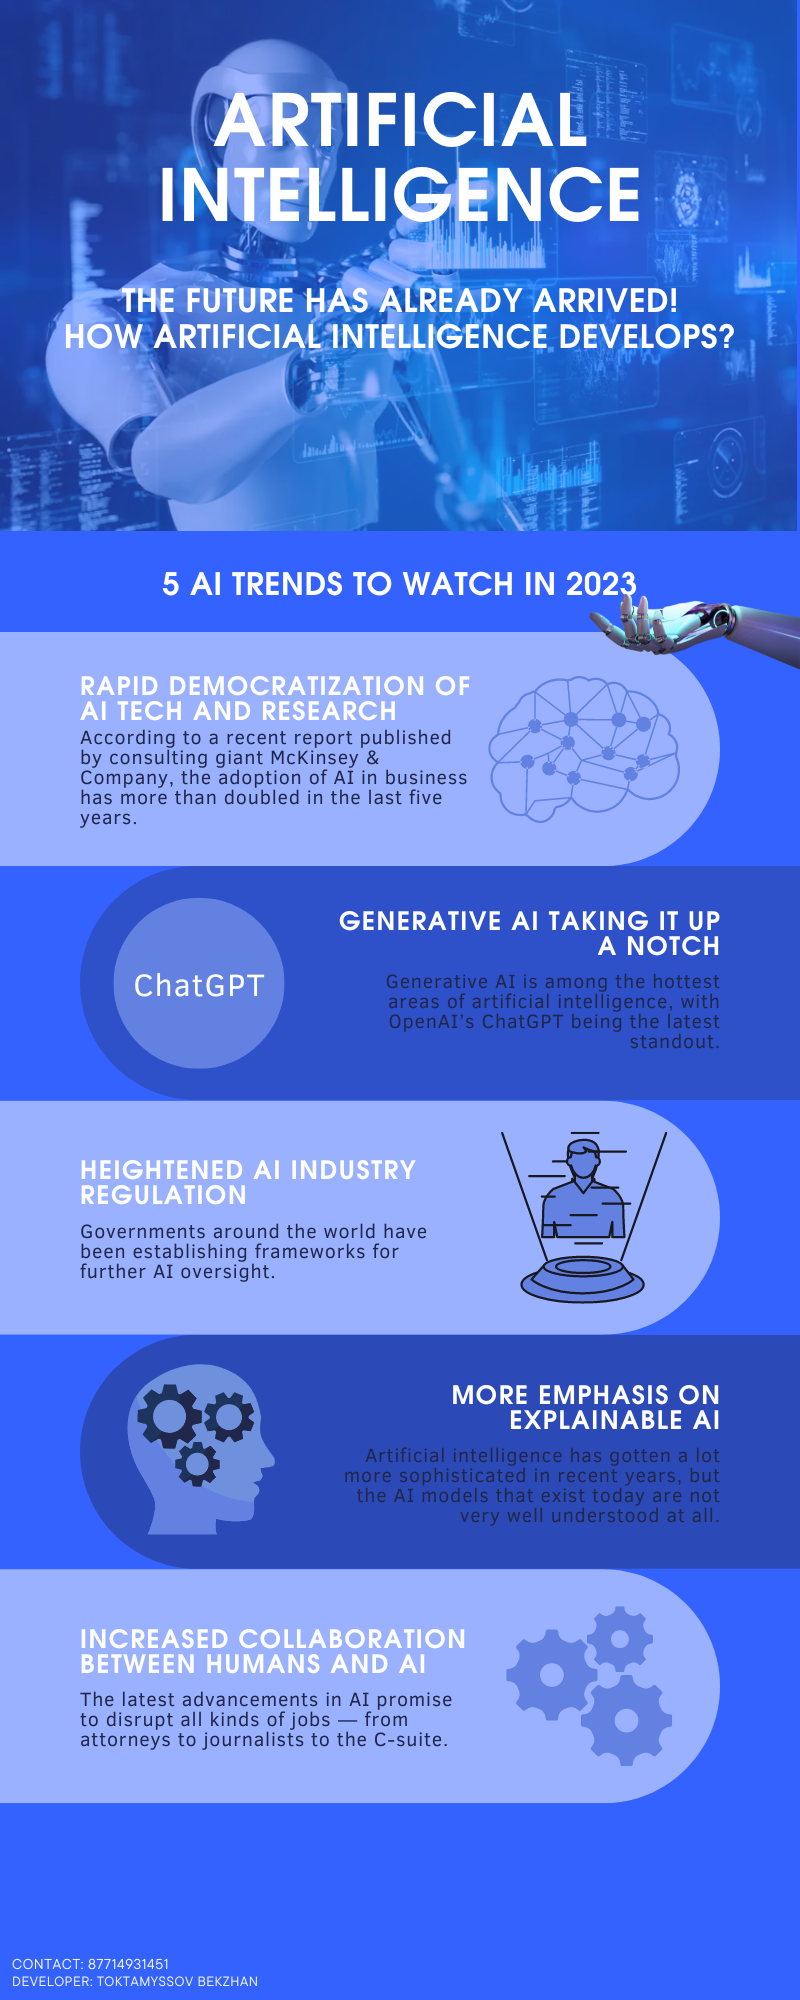 ARTIFICIAL
INTELLIGENCE
THE FUTURE HAS ALREADY ARRIVED!
HOW ARTIFICIAL INTELLIGENCE DEVELOPS?
5 AI TRENDS TO WATCH IN 2023
RAPID DEMOCRATIZATION OF
AI TECH AND RESEARCH
According to a recent report published
by consulting giant McKinsey &
Company, the adoption of AI in business
has more than doubled in the last five
years.
ChatGPT
GENERATIVE AI TAKING IT UP
A NOTCH
Generative AI is among the hottest
areas of artificial intelligence, with
OpenAI's ChatGPT being the latest
standout.
HEIGHTENED AI INDUSTRY
REGULATION
Governments around the world have
been establishing frameworks for
further AI oversight.
MORE EMPHASIS ON
EXPLAINABLE AI
Artificial intelligence has gotten a lot
more sophisticated in recent years, but
the AI models that exist today are not
very well understood at all.
INCREASED COLLABORATION
BETWEEN HUMANS AND AI
The latest advancements in AI promise
to disrupt all kinds of jobs — from
attorneys to journalists to the C-suite.
CONTACT: 87714931451
DEVELOPER: TOKTAMYSSOV BEKZHAN